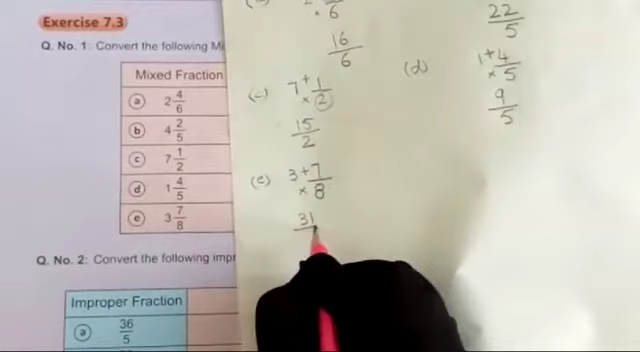 Exercise 7.3
Q. No. 1: Convert the following Mi
Mixed Fraction
a 2 4/6
b 4 2/5
c 7 1/2
d 1 4/5
e 3 7/8
Q. No. 2: Convert the following impr
Improper Fraction
a 36/5
6
16/6
(c) 7 + 1
× 2
15/2
(e) 3 + 7
× 8
31
22/5
(d) 1 + 4
× 5
9/5